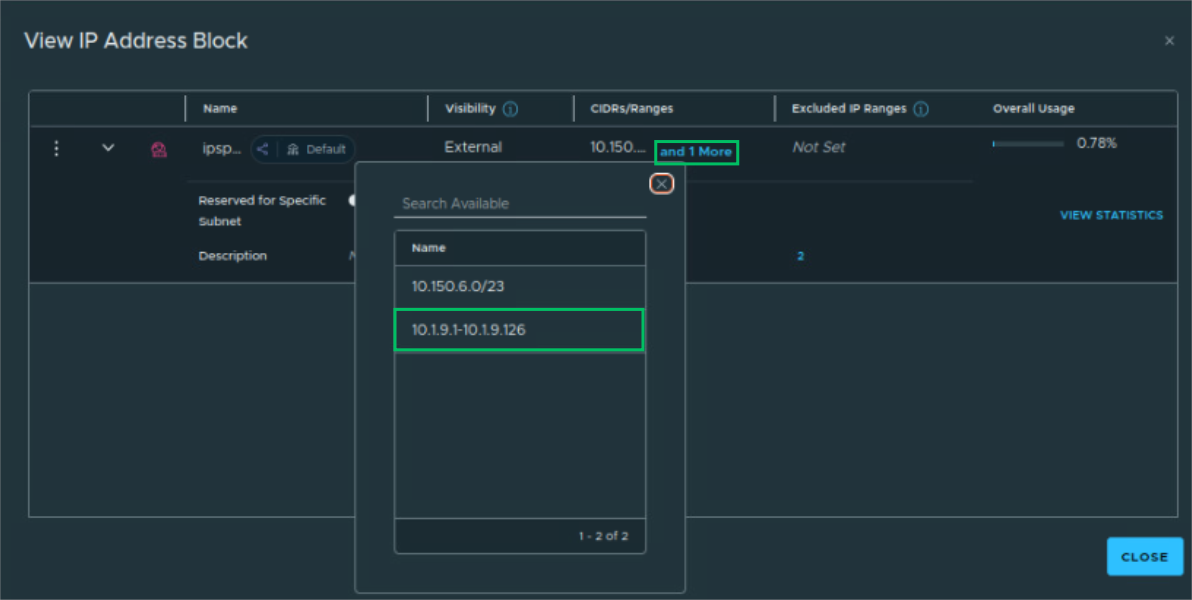 View IP Address Block
Name
Visibility
CIDRs/Ranges
Excluded IP Ranges
Overall Usage
ipsp...
Default
External
10.150....
and 1 More
Not Set
0.78%
Reserved for Specific
Subnet
VIEW STATISTICS
Description
2
Search Available
Name
10.150.6.0/23
10.1.9.1-10.1.9.126
1 - 2 of 2
CLOSE